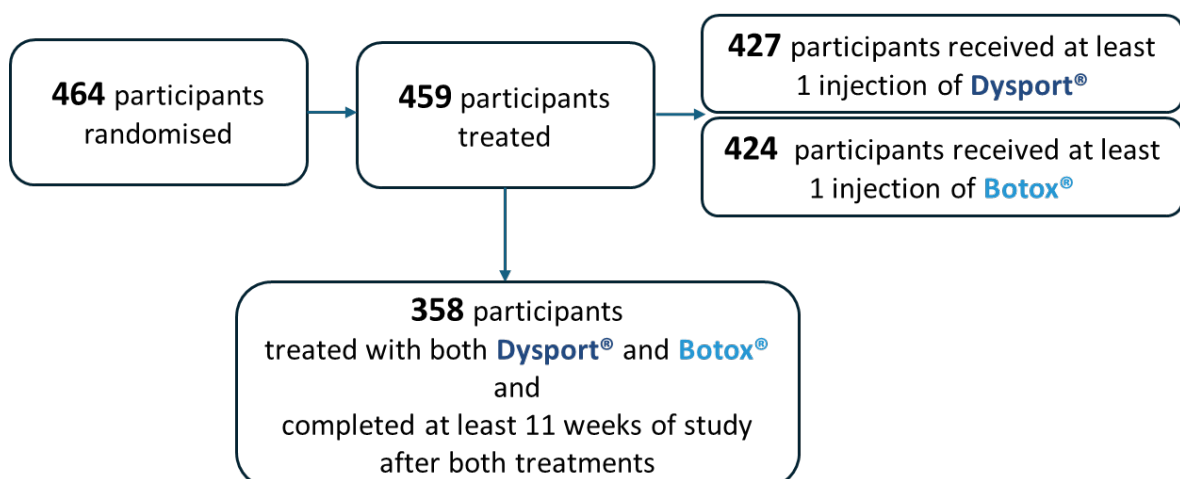 464 participants
randomised
459 participants
treated
427 participants received at least
1 injection of Dysport®
424 participants received at least
1 injection of Botox®
358 participants
treated with both Dysport® and Botox®
and
completed at least 11 weeks of study
after both treatments